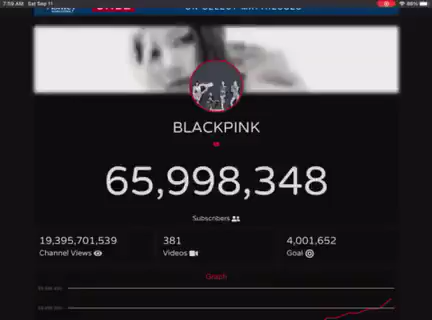 7:59 AM Sat Sep 11
86%
BLACKPINK
65,998,348
Subscribers
19,395,701,539
Channel Views
381
Videos
4,001,652
Goal
Graph